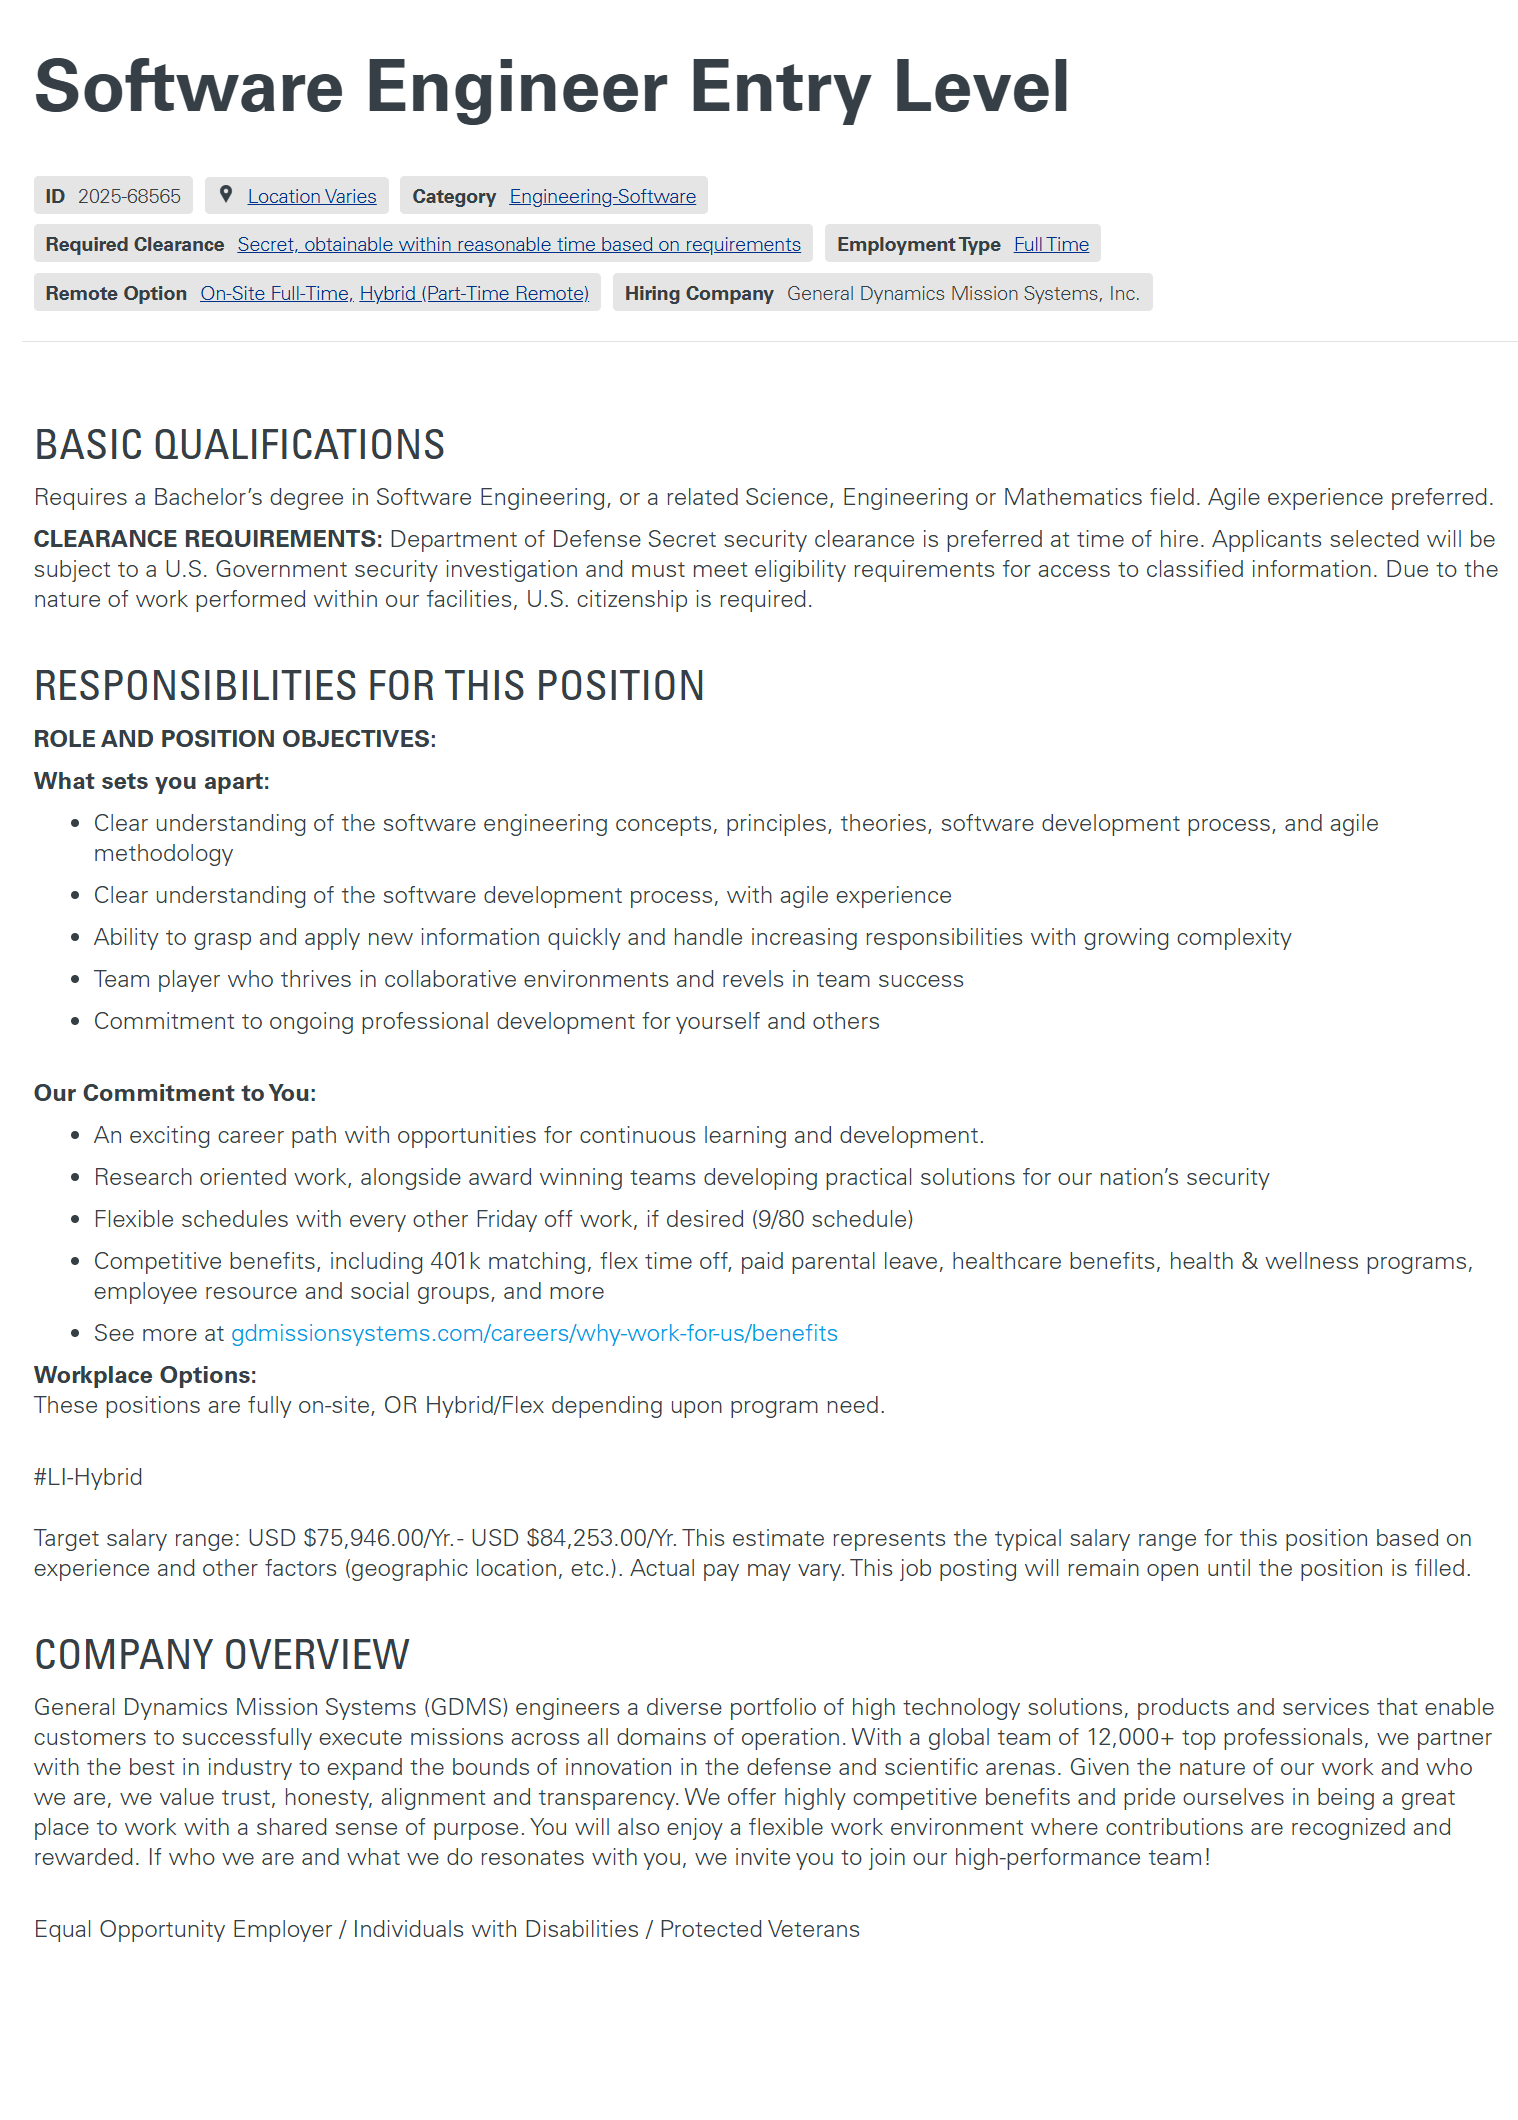 Software Engineer Entry Level
ID 2025-68565 Location Varies Category Engineering-Software
Required Clearance Secret, obtainable within reasonable time based on requirements Employment Type Full Time
Remote Option On-Site Full-Time, Hybrid (Part-Time Remote) Hiring Company General Dynamics Mission Systems, Inc.
BASIC QUALIFICATIONS
Requires a Bachelor’s degree in Software Engineering, or a related Science, Engineering or Mathematics field. Agile experience preferred.
CLEARANCE REQUIREMENTS: Department of Defense Secret security clearance is preferred at time of hire. Applicants selected will be
subject to a U.S. Government security investigation and must meet eligibility requirements for access to classified information. Due to the
nature of work performed within our facilities, U.S. citizenship is required.
RESPONSIBILITIES FOR THIS POSITION
ROLE AND POSITION OBJECTIVES:
What sets you apart:
• Clear understanding of the software engineering concepts, principles, theories, software development process, and agile
methodology
• Clear understanding of the software development process, with agile experience
• Ability to grasp and apply new information quickly and handle increasing responsibilities with growing complexity
• Team player who thrives in collaborative environments and revels in team success
• Commitment to ongoing professional development for yourself and others
Our Commitment to You:
• An exciting career path with opportunities for continuous learning and development.
• Research oriented work, alongside award winning teams developing practical solutions for our nation’s security
• Flexible schedules with every other Friday off work, if desired (9/80 schedule)
• Competitive benefits, including 401k matching, flex time off, paid parental leave, healthcare benefits, health & wellness programs,
employee resource and social groups, and more
• See more at gdmissionsystems.com/careers/why-work-for-us/benefits
Workplace Options:
These positions are fully on-site, OR Hybrid/Flex depending upon program need.
#LI-Hybrid
Target salary range: USD $75,946.00/Yr. - USD $84,253.00/Yr. This estimate represents the typical salary range for this position based on
experience and other factors (geographic location, etc.). Actual pay may vary. This job posting will remain open until the position is filled.
COMPANY OVERVIEW
General Dynamics Mission Systems (GDMS) engineers a diverse portfolio of high technology solutions, products and services that enable
customers to successfully execute missions across all domains of operation. With a global team of 12,000+ top professionals, we partner
with the best in industry to expand the bounds of innovation in the defense and scientific arenas. Given the nature of our work and who
we are, we value trust, honesty, alignment and transparency. We offer highly competitive benefits and pride ourselves in being a great
place to work with a shared sense of purpose. You will also enjoy a flexible work environment where contributions are recognized and
rewarded. If who we are and what we do resonates with you, we invite you to join our high-performance team!
Equal Opportunity Employer / Individuals with Disabilities / Protected Veterans